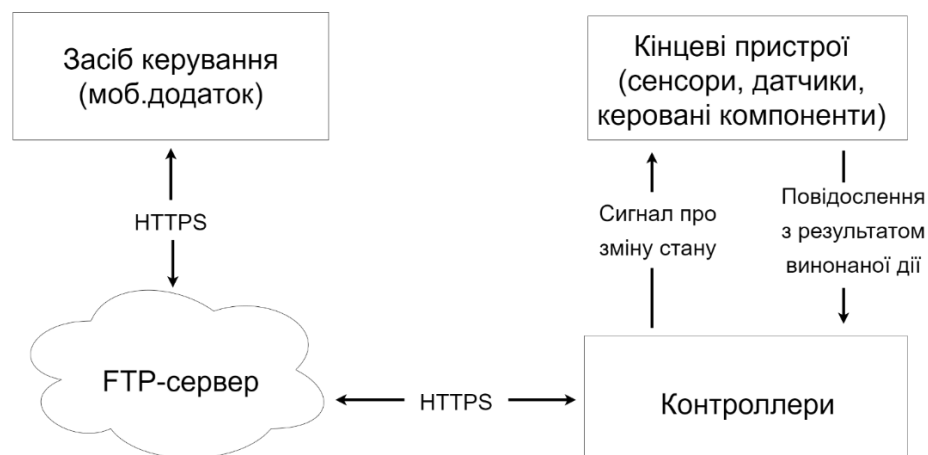 Засіб керування
(моб.додаток)
Кінцеві пристрої
(сенсори, датчики,
керовані компоненти)
HTTPS
Сигнал про
зміну стану
Повідослення
з результатом
винонаної дії
FTP-сервер
HTTPS
Контроллери